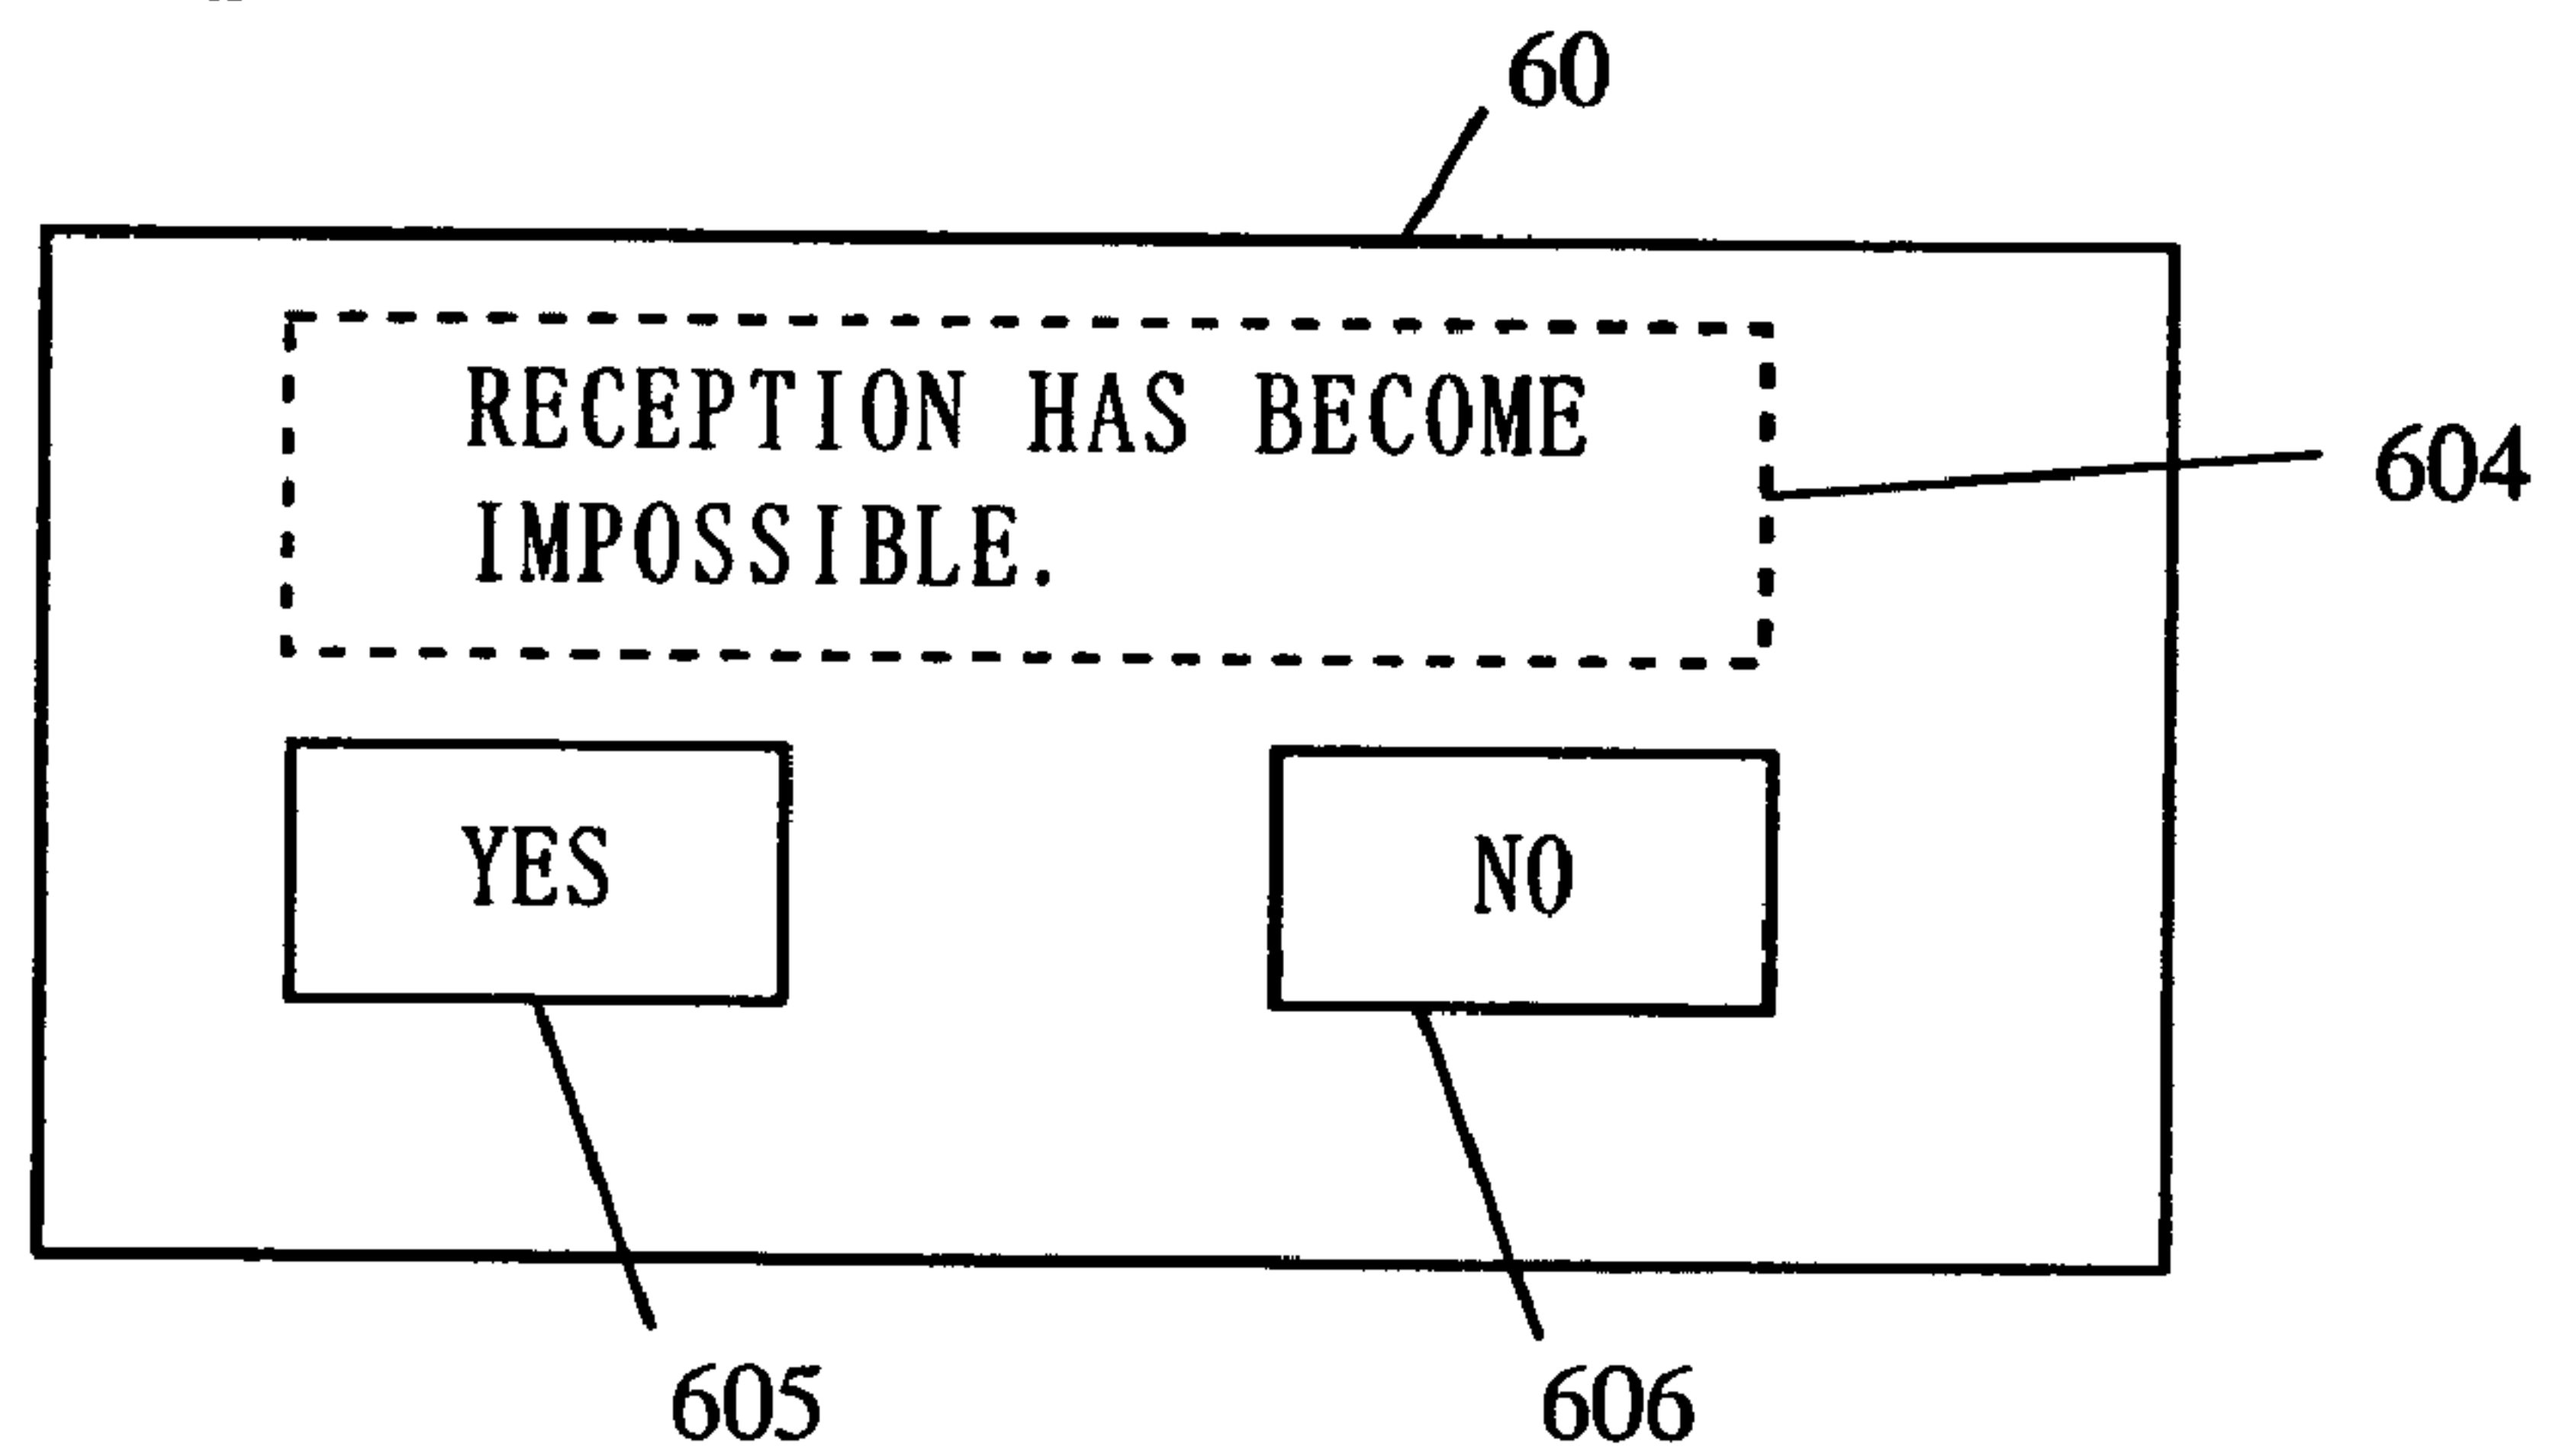 60
RECEPTION HAS BECOME
IMPOSSIBLE.
604
YES
NO
605
606